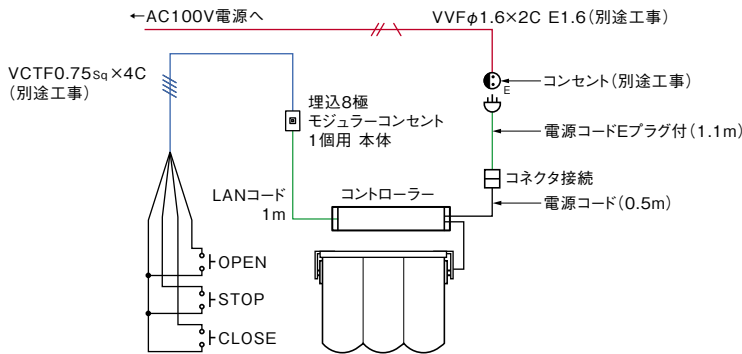 ←AC100V電源へ
VVFφ1.6×2C E1.6(別途工事)
VCTF0.75Sq×4C
(別途工事)
コンセント(別途工事)
E
埋込8極
モジュラーコンセント
1個用 本体
電源コードEプラグ付(1.1m)
コネクタ接続
LANコード
1m
コントローラー
電源コード(0.5m)
OPEN
STOP
CLOSE